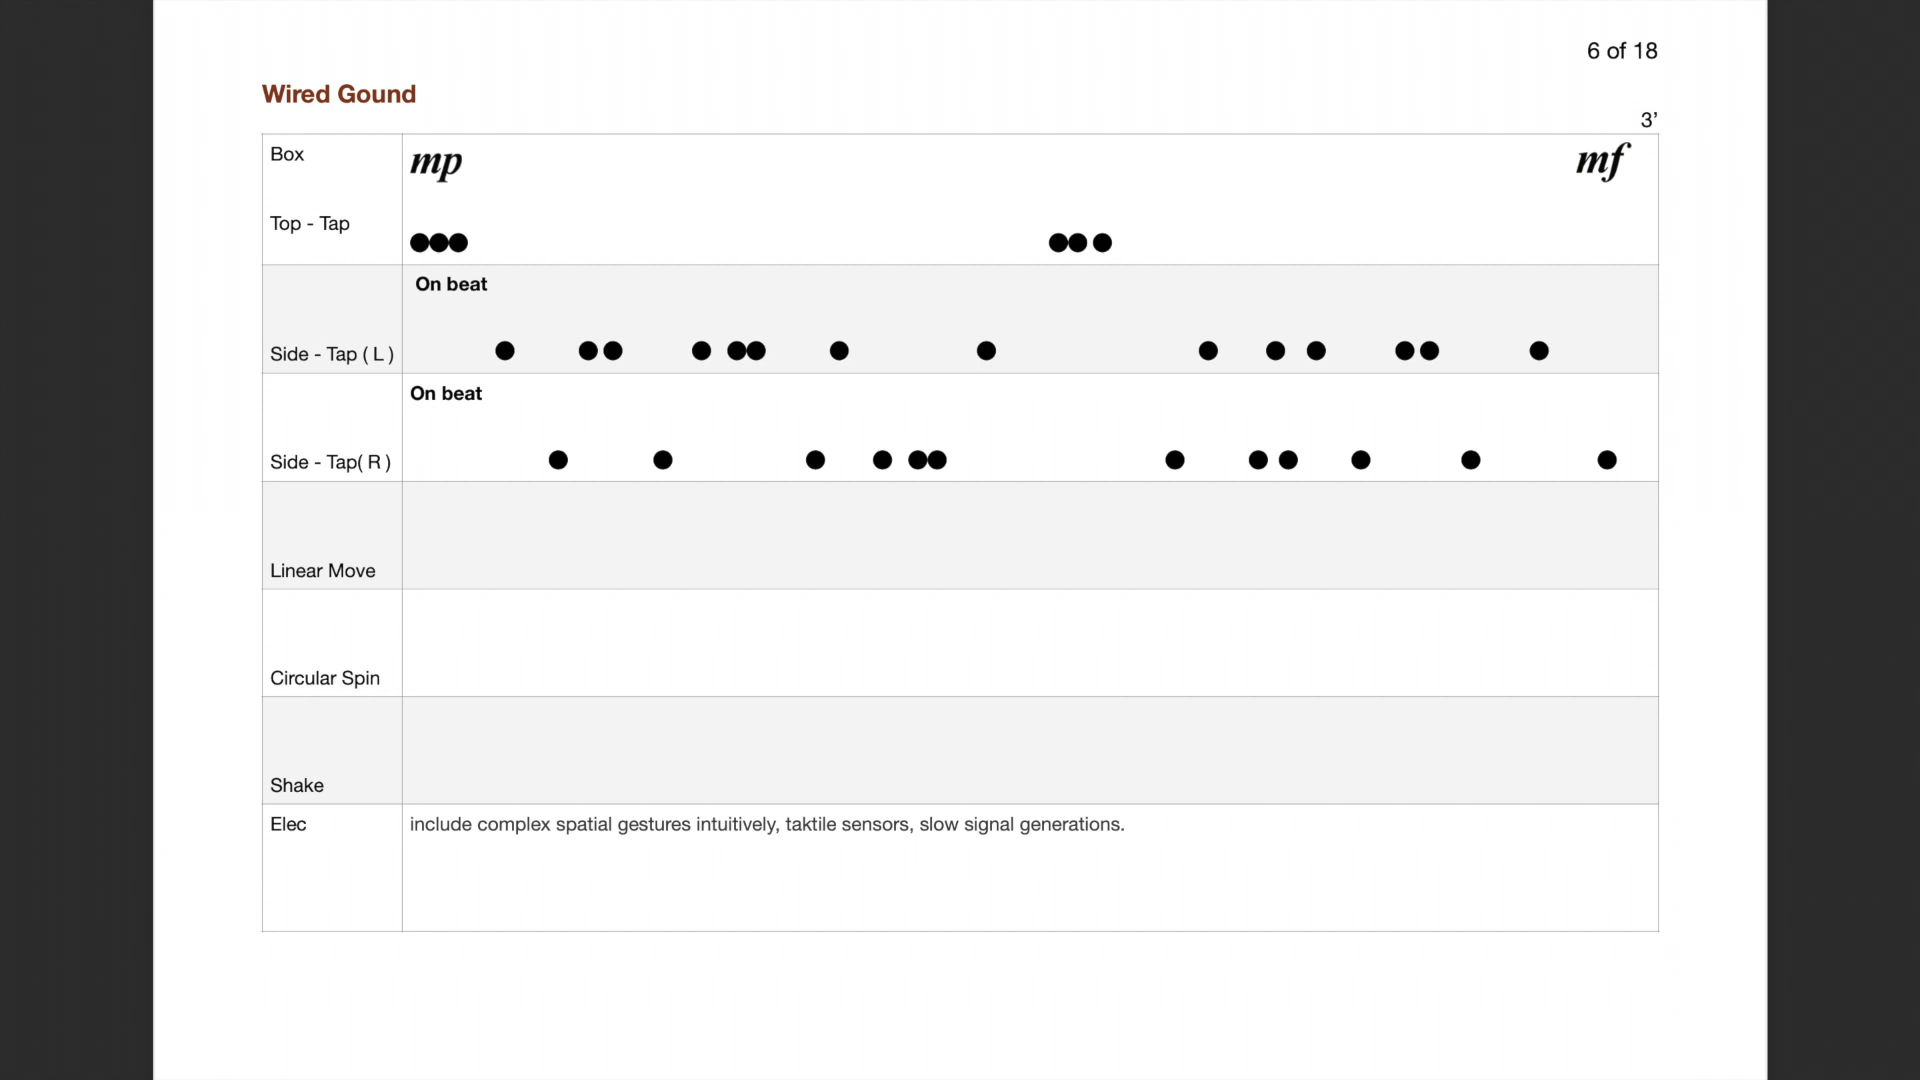 6 of 18
Wired Gound
3’
Box
mp
mf
Top - Tap
On beat
Side - Tap ( L )
On beat
Side - Tap( R )
Linear Move
Circular Spin
Shake
Elec
include complex spatial gestures intuitively, taktile sensors, slow signal generations.